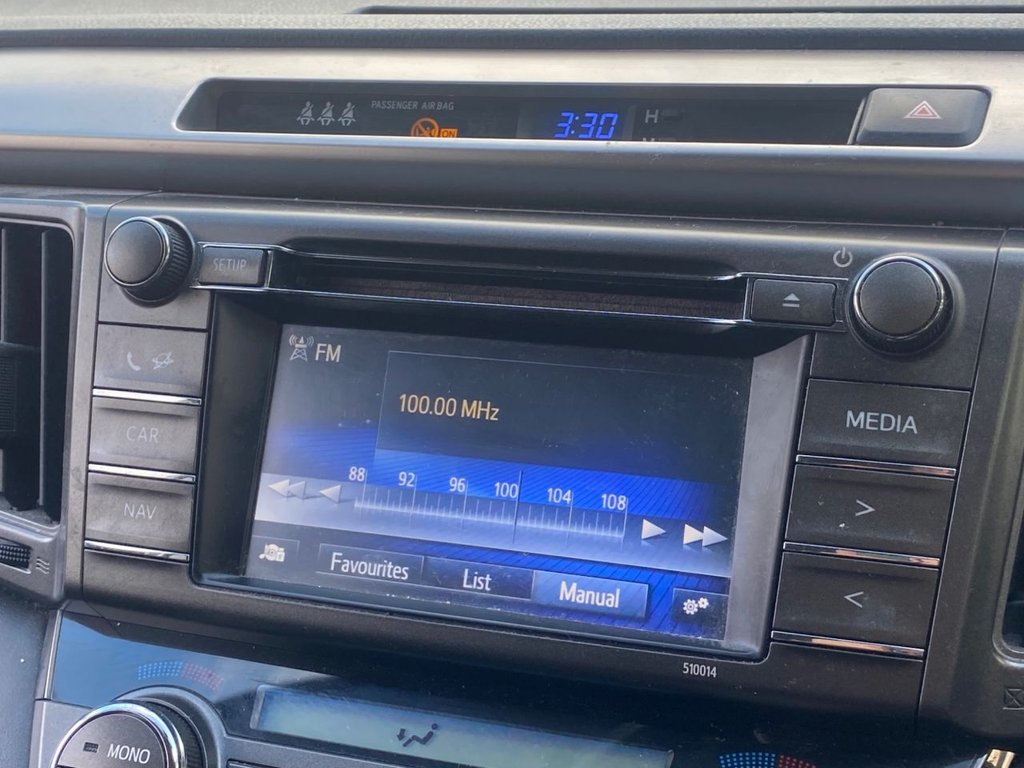 PASSENGER AIRBAG
ON
3:30
H
M
SETUP
FM
100.00 MHz
MEDIA
CAR
88 92 96 100 104 108
>
NAV
Favourites List Manual
<
510014
MONO